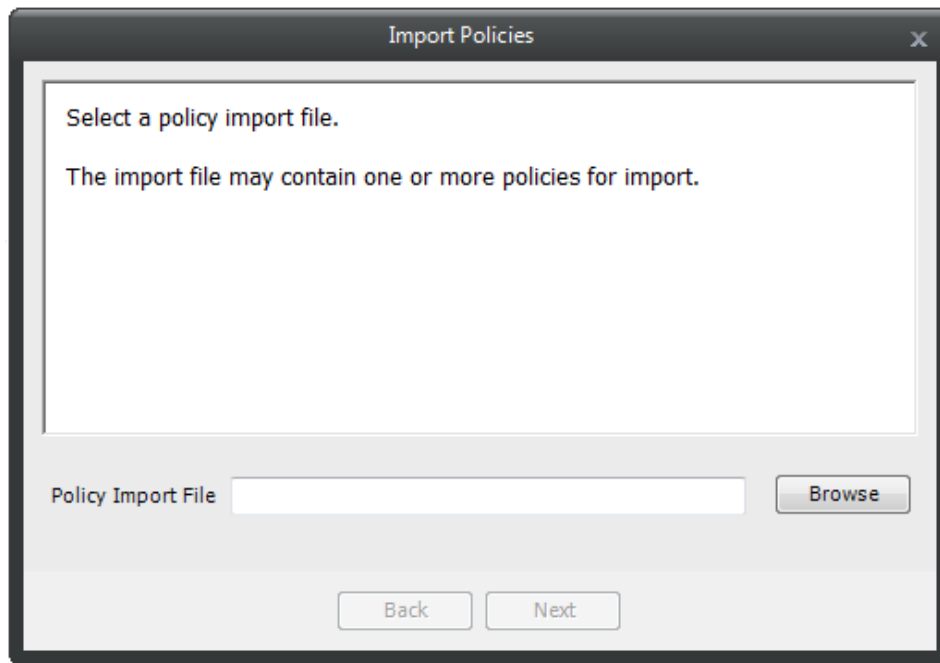 Import Policies
x
Select a policy import file.
The import file may contain one or more policies for import.
Policy Import File
Browse
Back
Next